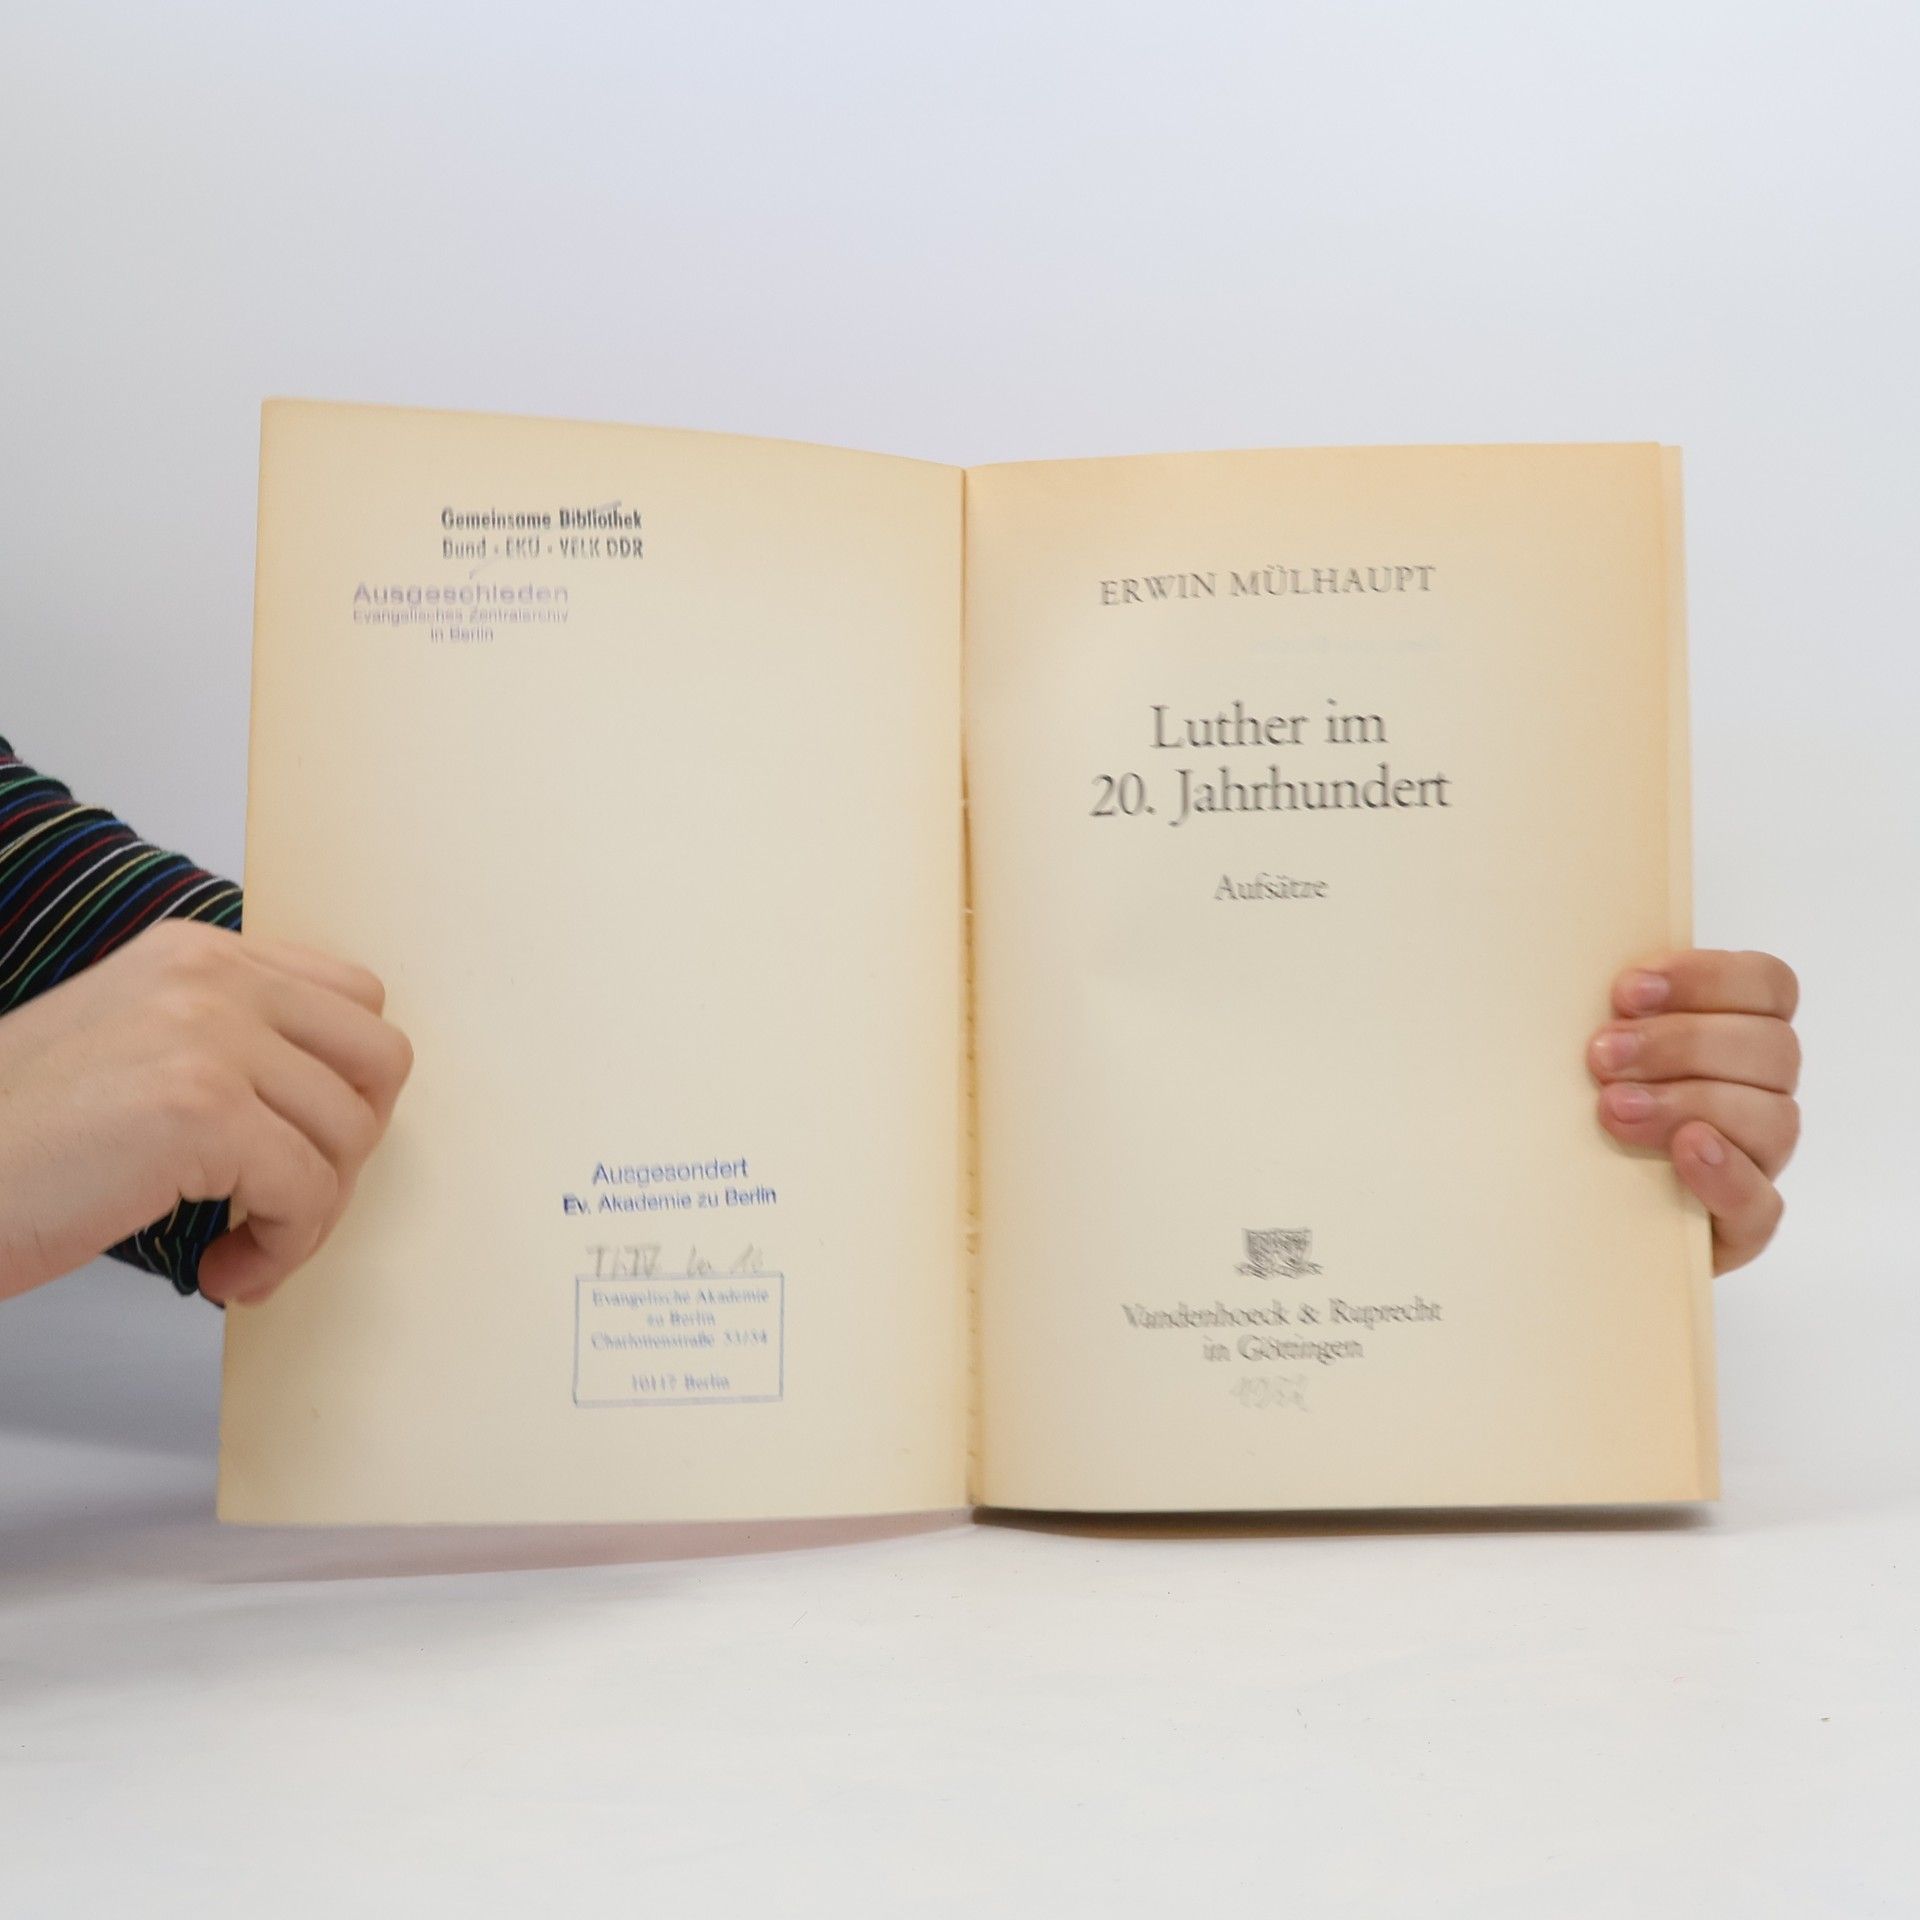 Gemeinsame Bibliothek
Bund - EKU - VELK DDR
Ausgeschieden
Evangelisches Zentralarchiv
in Berlin
Ausgesondert
Ev. Akademie zu Berlin
Evangelische Akademie
zu Berlin
Charlottenstraße 53/54
10117 Berlin
ERWIN MÜLHAUPT
Luther im
20. Jahrhundert
Aufsätze
Vandenhoeck & Ruprecht
in Göttingen